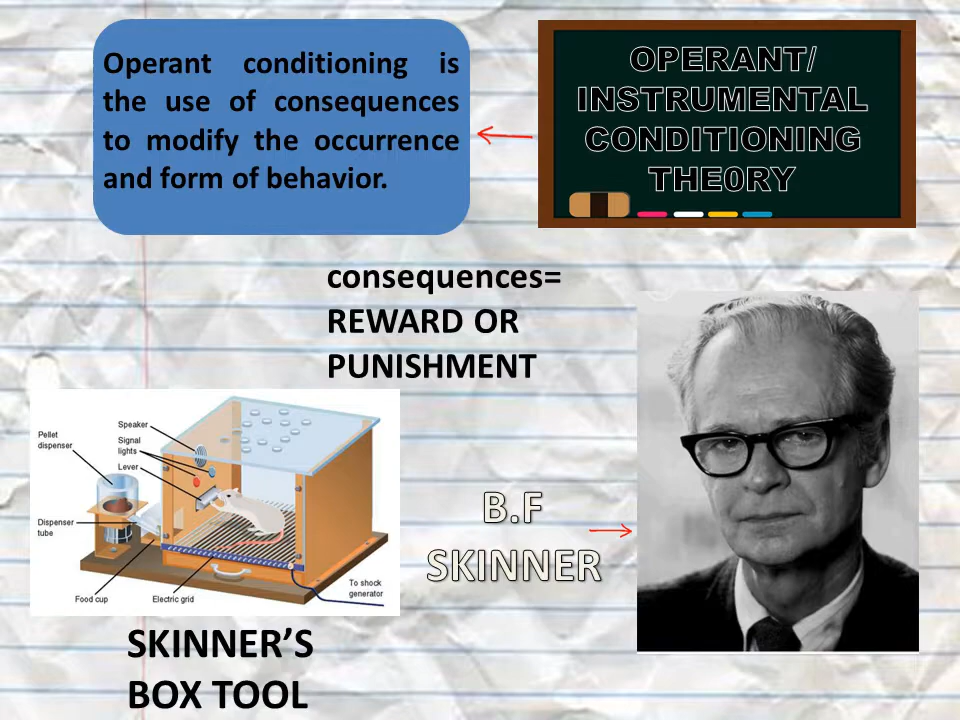 Operant conditioning is
the use of consequences
to modify the occurrence
and form of behavior.
OPERANT/
INSTRUMENTAL
CONDITIONING
THE0RY
consequences=
REWARD OR
PUNISHMENT
Pellet
dispenser
Speaker
Signal
lights
Lever
Dispenser
tube
Food cup
Electric grid
To shock
generator
B.F
SKINNER
SKINNER’S
BOX TOOL